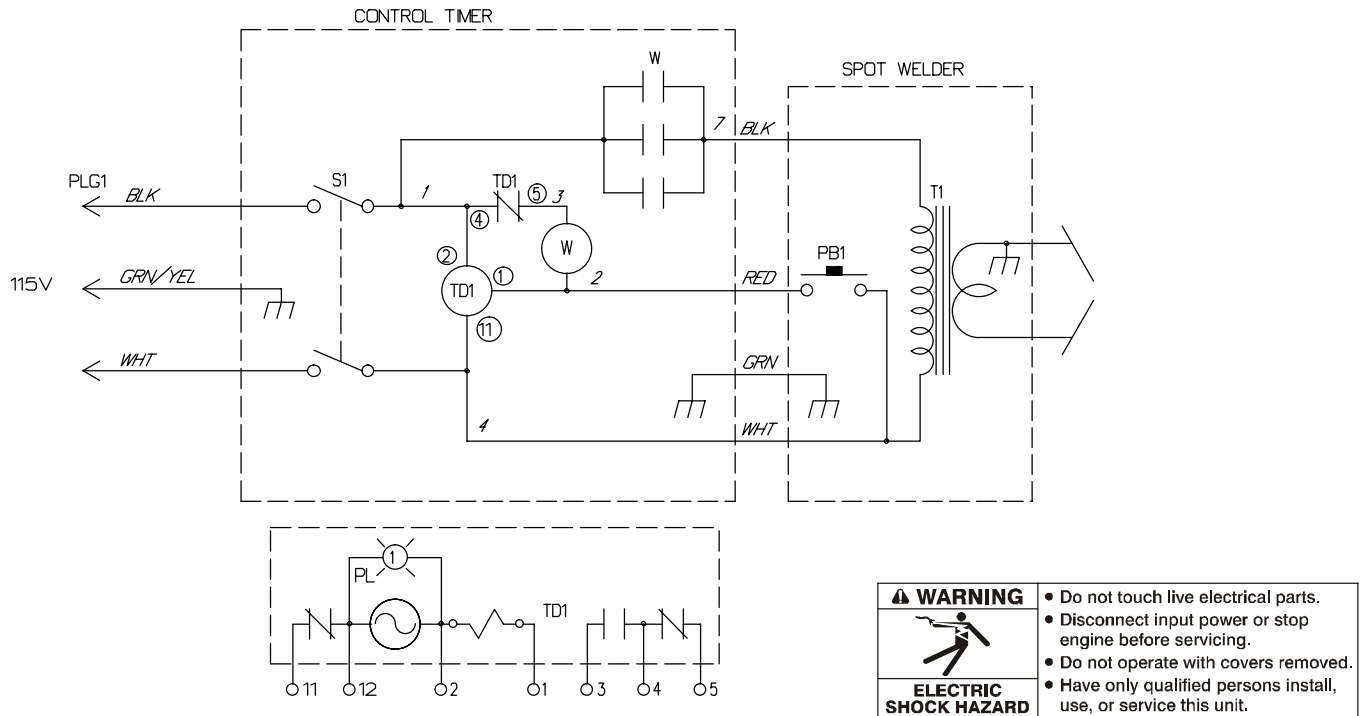 CONTROL TIMER
W
SPOT WELDER
7 BLK
PLG1
BLK
S1
1
TD1
5
3
T1
4
W
2
PB1
GRN/YEL
1
2
RED
115V
TD1
11
WHT
GRN
4
WHT
1
PL
TD1
11
12
2
1
3
4
5
WARNING
ELECTRIC
SHOCK HAZARD
• Do not touch live electrical parts.
• Disconnect input power or stop
engine before servicing.
• Do not operate with covers removed.
• Have only qualified persons install,
use, or service this unit.